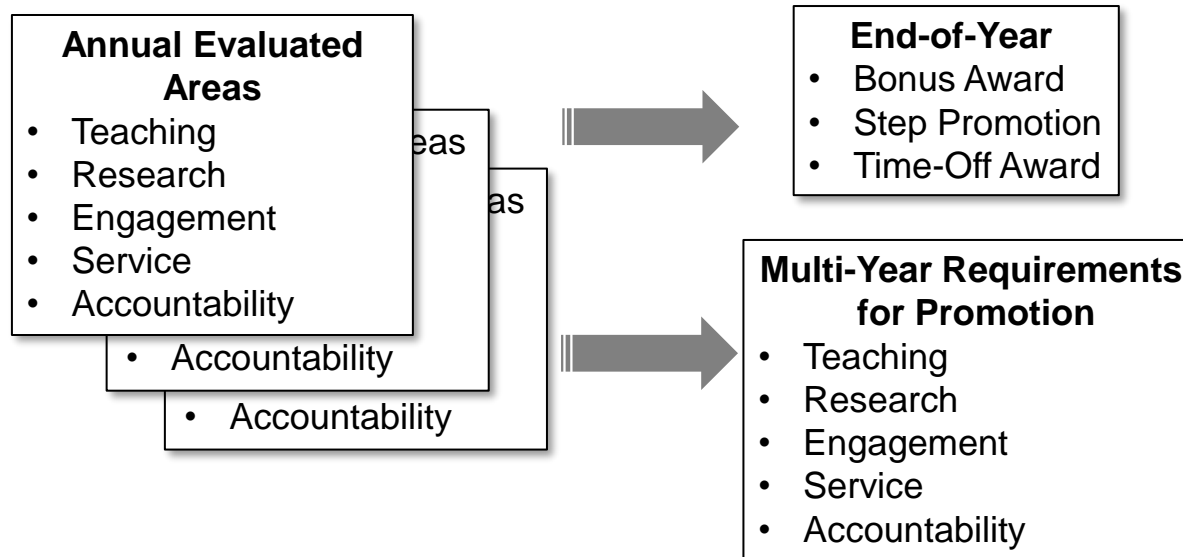 Annual Evaluated
Areas
• Teaching
• Research
• Engagement
• Service
• Accountability
eas
• Accountability
as
• Accountability
End-of-Year
• Bonus Award
• Step Promotion
• Time-Off Award
Multi-Year Requirements
for Promotion
• Teaching
• Research
• Engagement
• Service
• Accountability